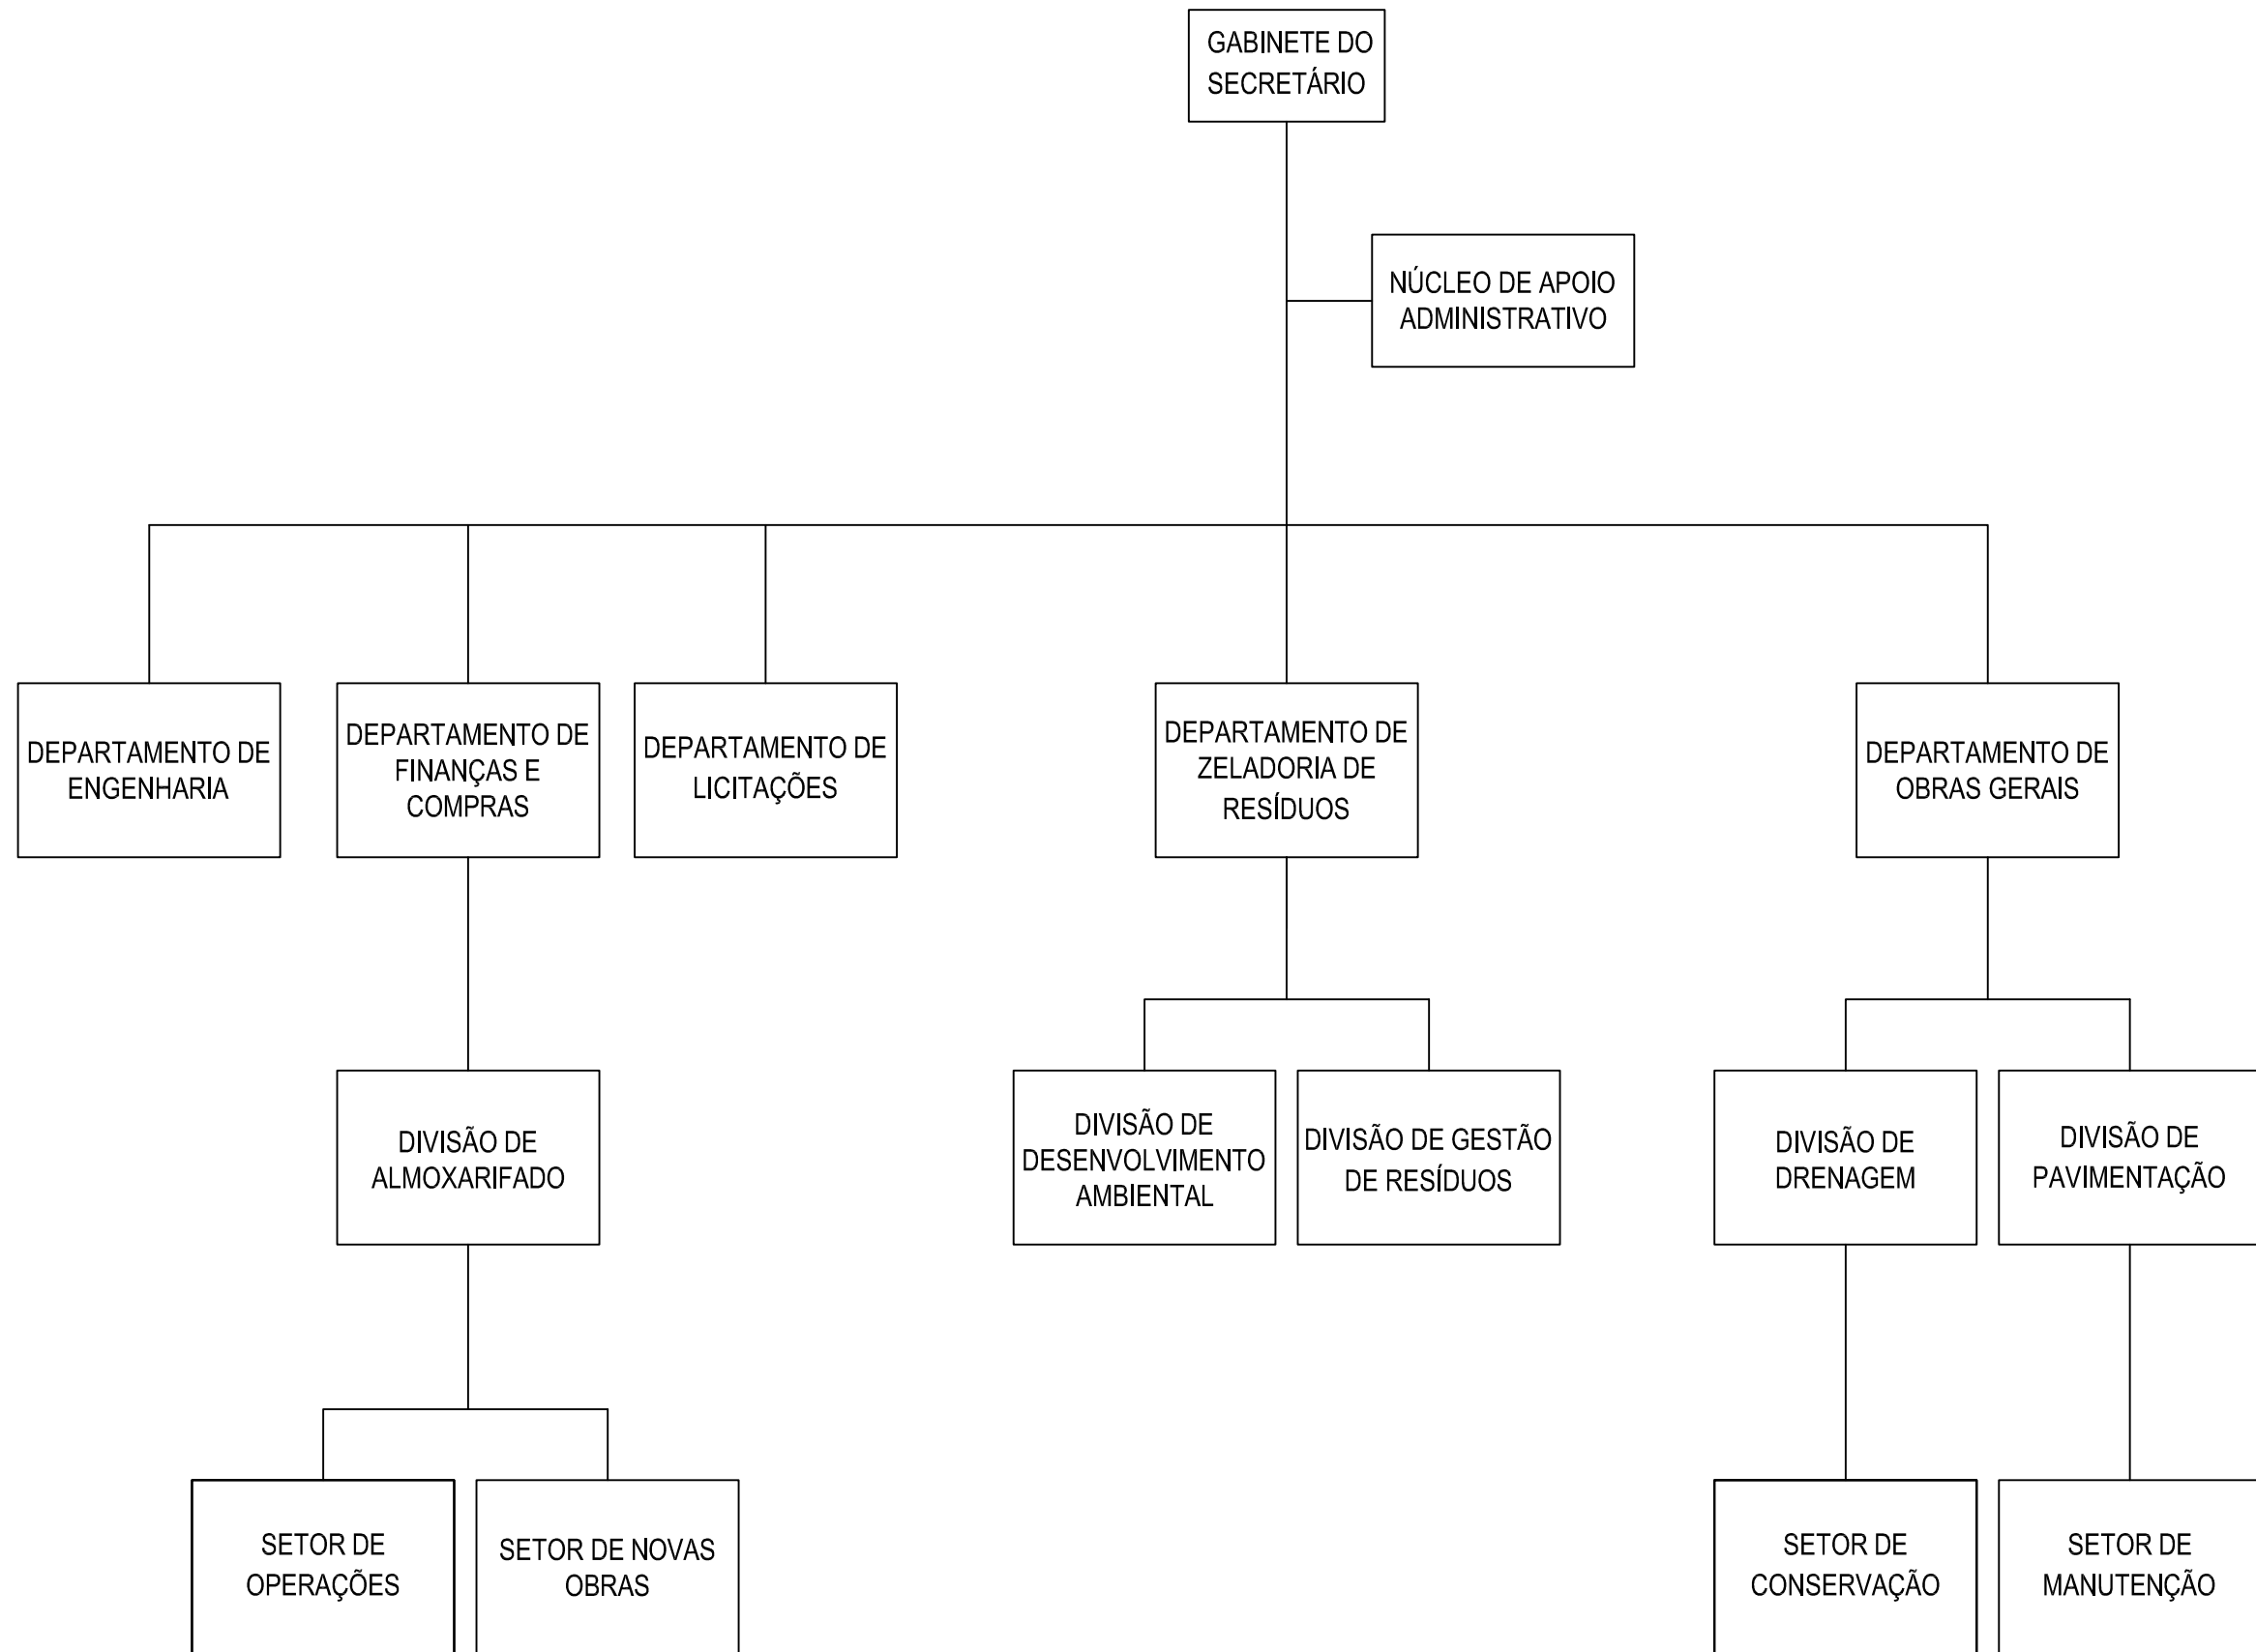 GABINETE DO
SECRETÁRIO
NÚCLEO DE APOIO
ADMINISTRATIVO
DEPARTAMENTO DE
ENGENHARIA
DEPARTAMENTO DE
FINANÇAS E
COMPRAS
DEPARTAMENTO DE
LICITAÇÕES
DEPARTAMENTO DE
ZELADORIA DE
RESÍDUOS
DEPARTAMENTO DE
OBRAS GERAIS
DIVISÃO DE
ALMOXARIFADO
DIVISÃO DE
DESENVOLVIMENTO
AMBIENTAL
DIVISÃO DE GESTÃO
DE RESÍDUOS
DIVISÃO DE
DRENAGEM
DIVISÃO DE
PAVIMENTAÇÃO
SETOR DE
OPERAÇÕES
SETOR DE NOVAS
OBRAS
SETOR DE
CONSERVAÇÃO
SETOR DE
MANUTENÇÃO